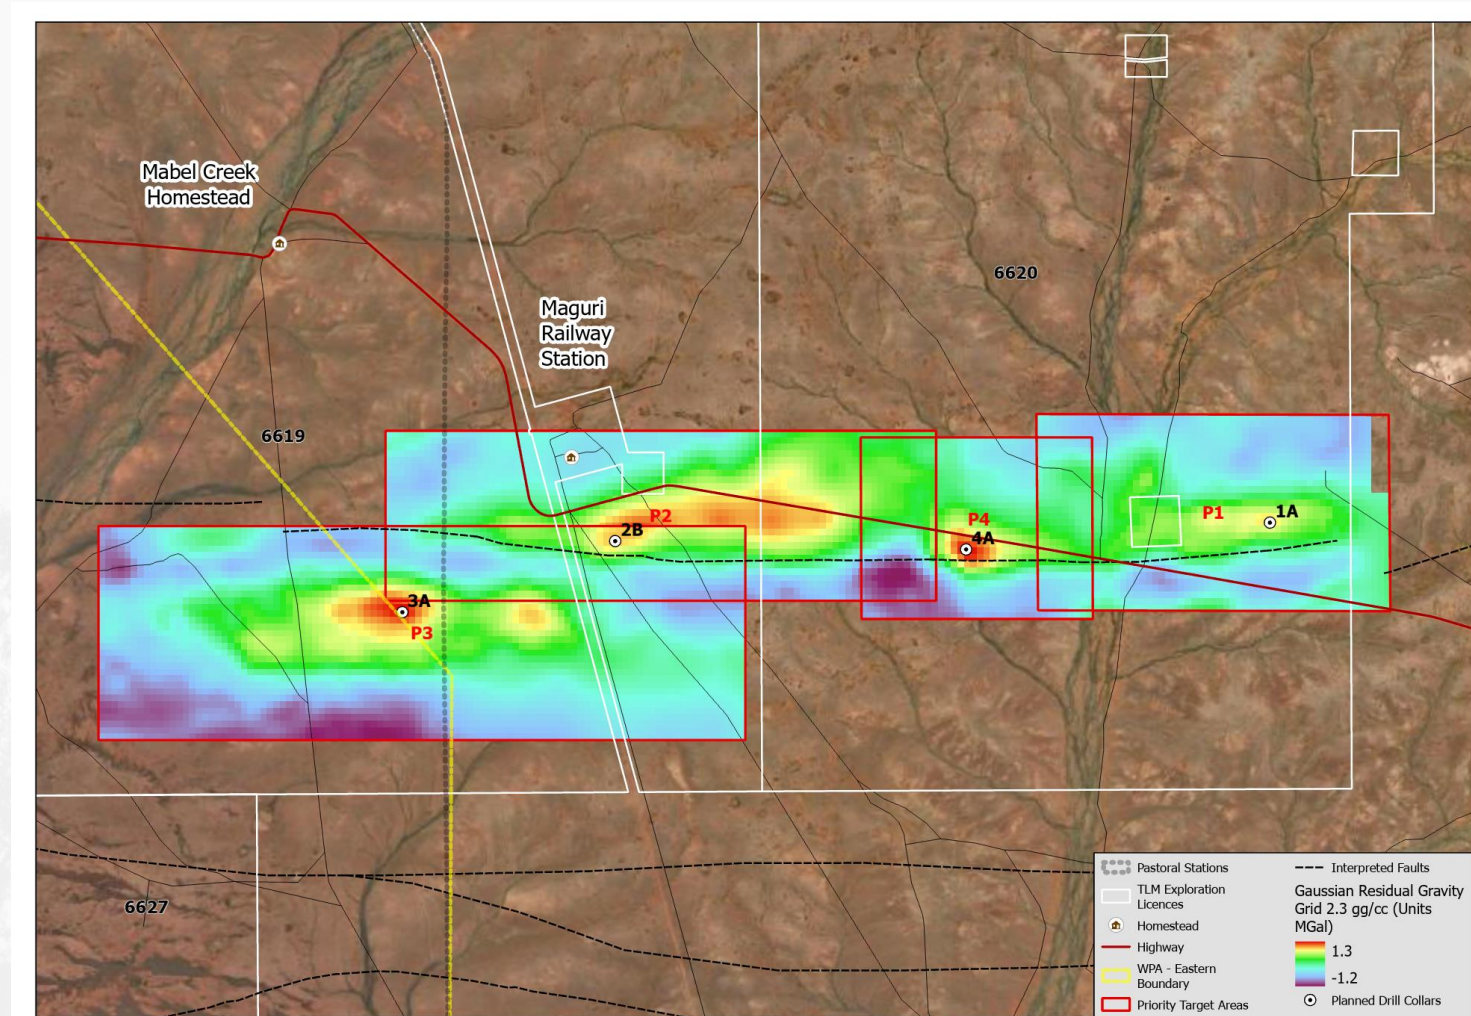 Mabel Creek
Homestead
6620
Maguri
Railway
Station
6619
P2
2B
P4
4A
P1
1A
3A
P3
6627
Pastoral Stations
TLM Exploration
Licences
Homestead
Highway
WPA - Eastern
Boundary
Priority Target Areas
Interpreted Faults
Gaussian Residual Gravity
Grid 2.3 gg/cc (Units
MGal)
1.3
-1.2
Planned Drill Collars